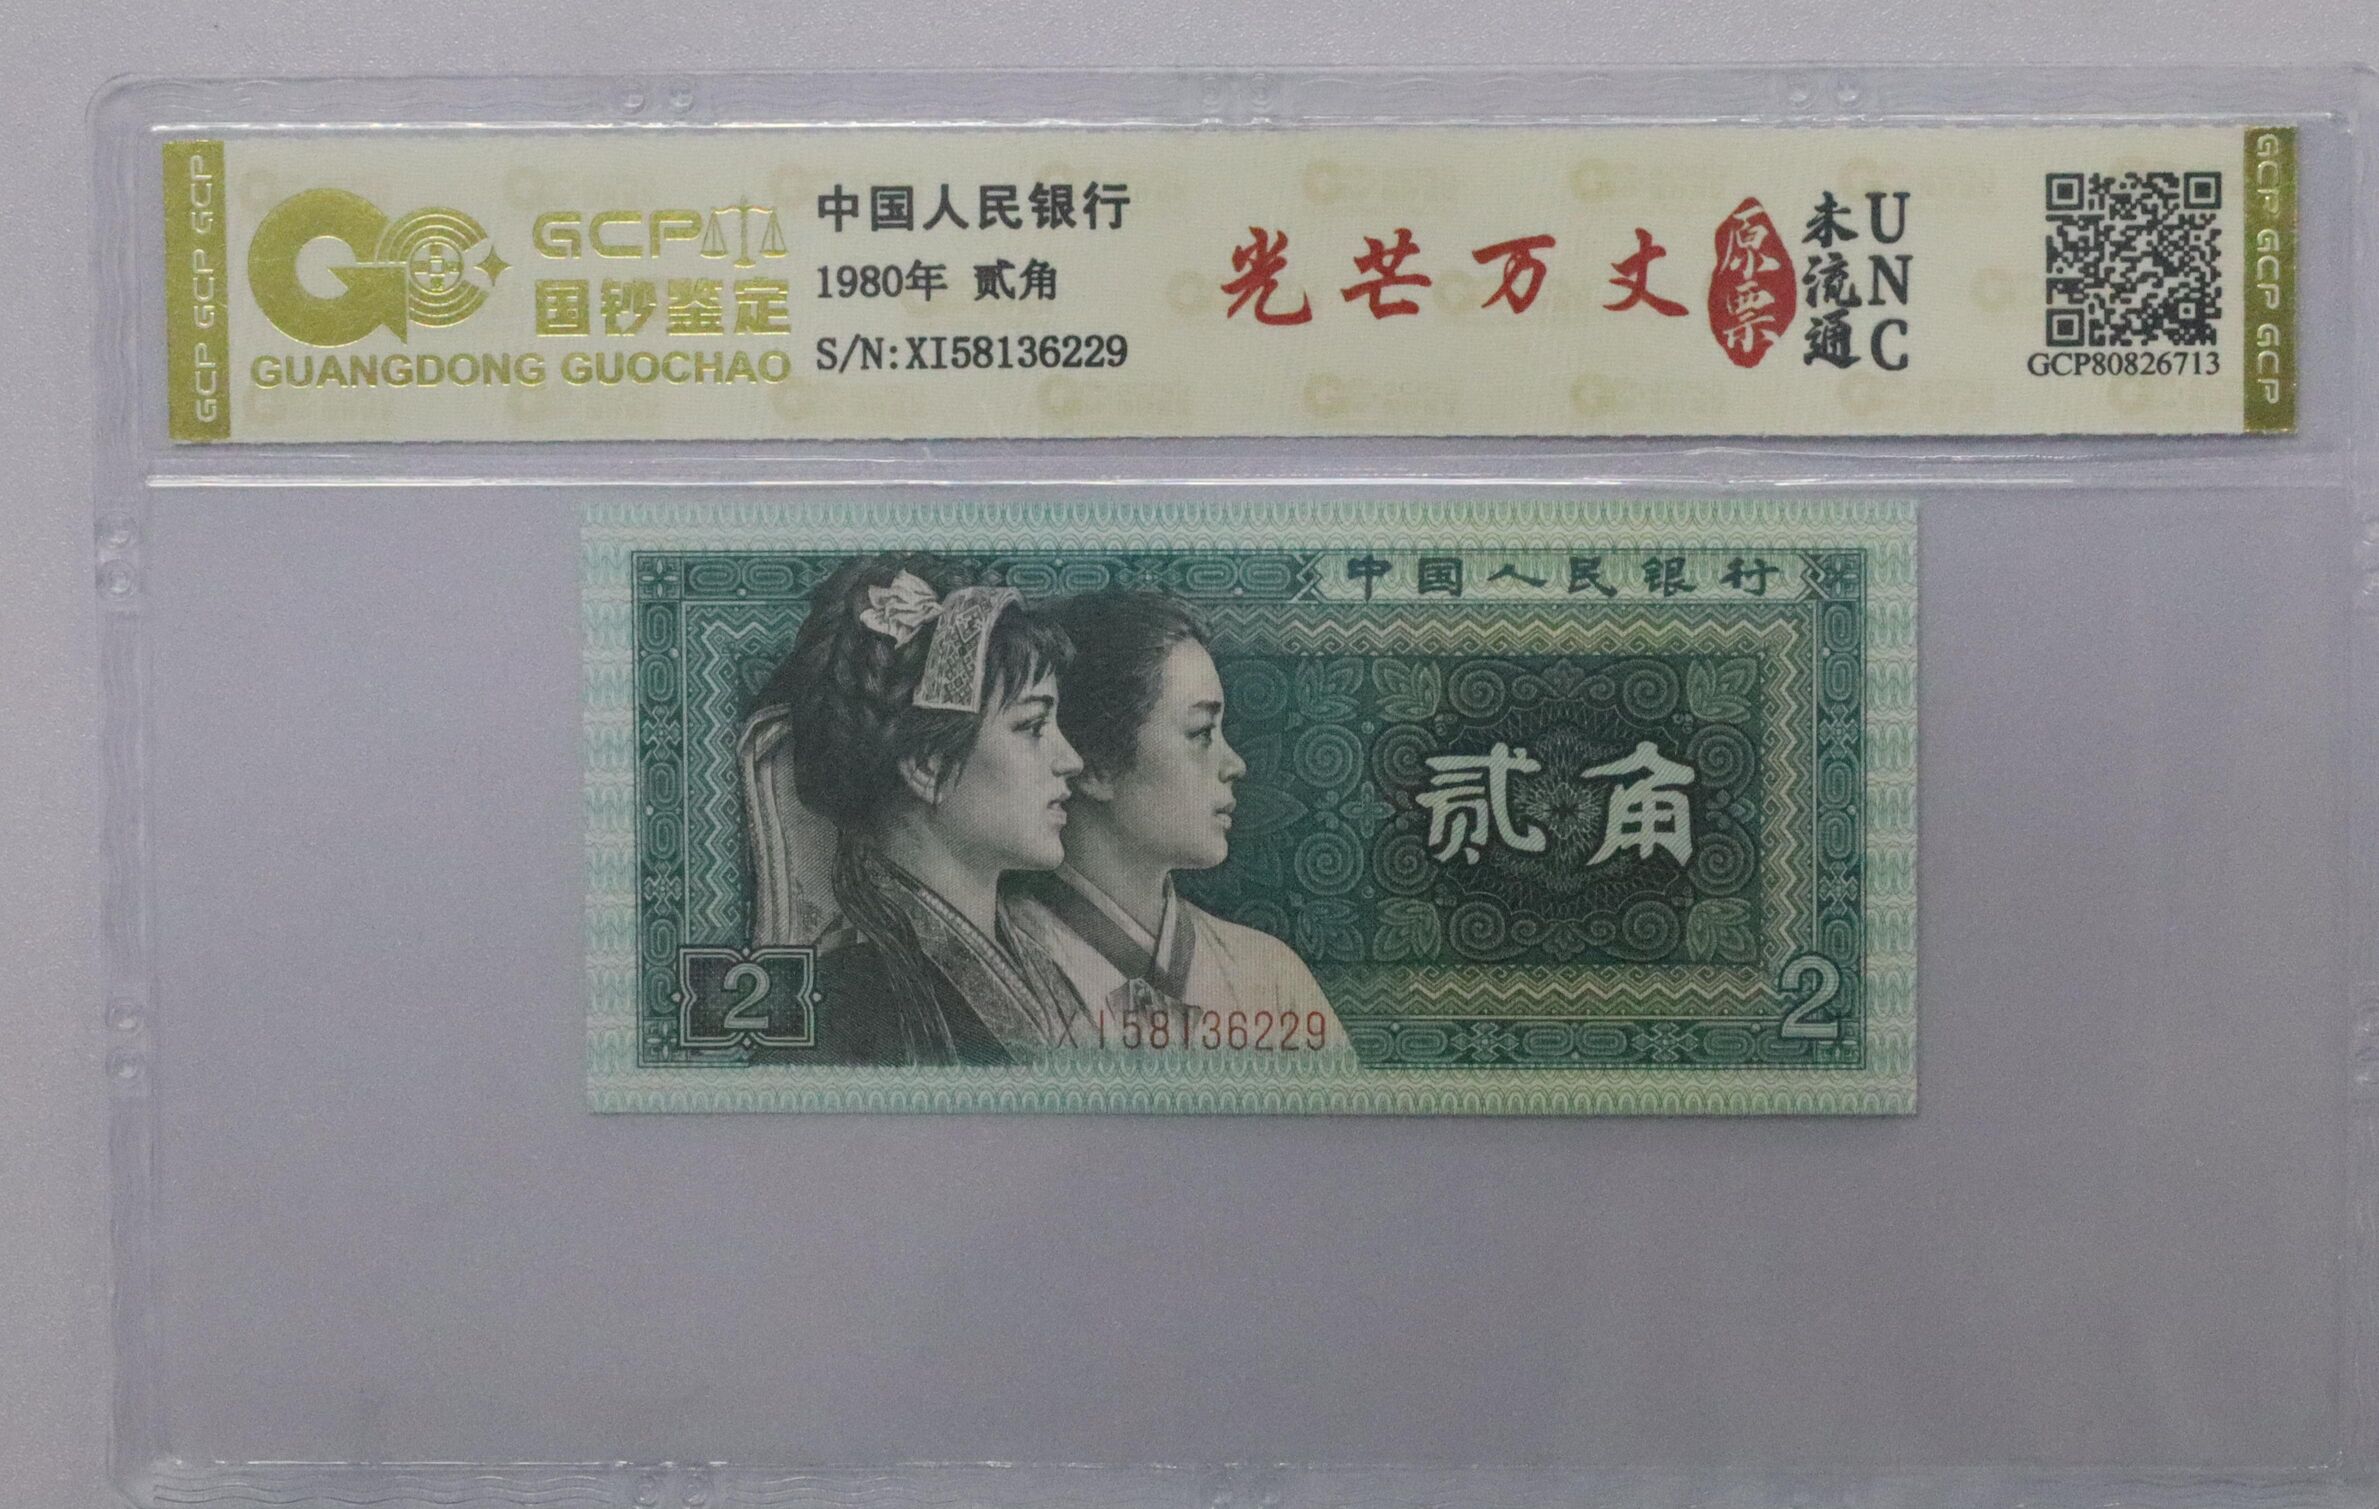 GCP GCP GCP
GCP
国钞鉴定
GUANGDONG GUOCHAO
中国人民银行
1980年 贰角
S/N:XI58136229
光芒万丈
原票
未流通
UNC
GCP80826713
GCP GCP GCP
中国人民银行
贰角
2
2
XI58136229